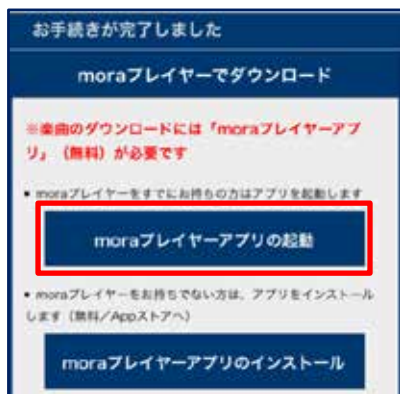 お手続きが完了しました
moraプレイヤーでダウンロード
※楽曲のダウンロードには「moraプレイヤーアプ
リ」（無料）が必要です
• moraプレイヤーをすでにお持ちの方はアプリを起動します
moraプレイヤーアプリの起動
• moraプレイヤーをお持ちでない方は、アプリをインストール
します（無料／Appストアへ）
moraプレイヤーアプリのインストール